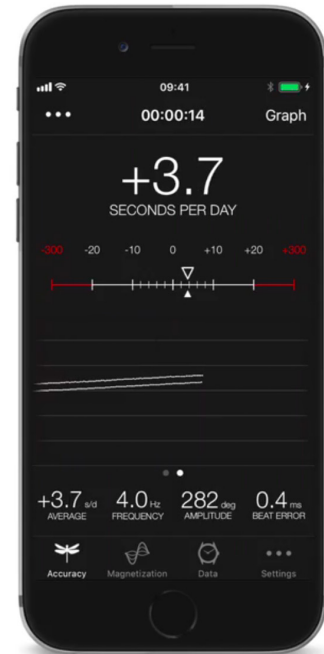 09:41
00:00:14 Graph
+3.7
SECONDS PER DAY
-300 -20 -10 0 +10 +20 +300
+3.7 s/d 4.0 Hz 282 deg 0.4 ms
AVERAGE FREQUENCY AMPLITUDE BEAT ERROR
Accuracy Magnetization Data Settings